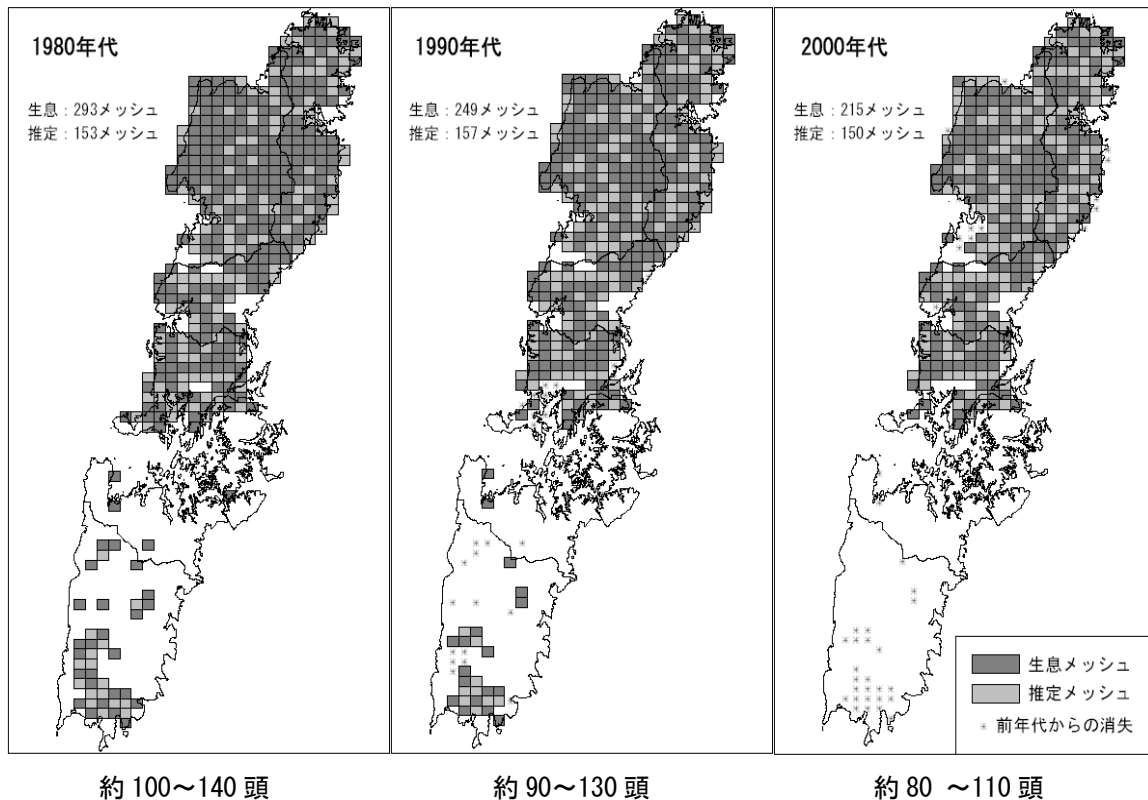 1980年代
生息：293メッシュ
推定：153メッシュ
1990年代
生息：249メッシュ
推定：157メッシュ
2000年代
生息：215メッシュ
推定：150メッシュ
生息メッシュ
推定メッシュ
* 前年代からの消失
約 100～140 頭
約 90～130 頭
約 80 ～110 頭